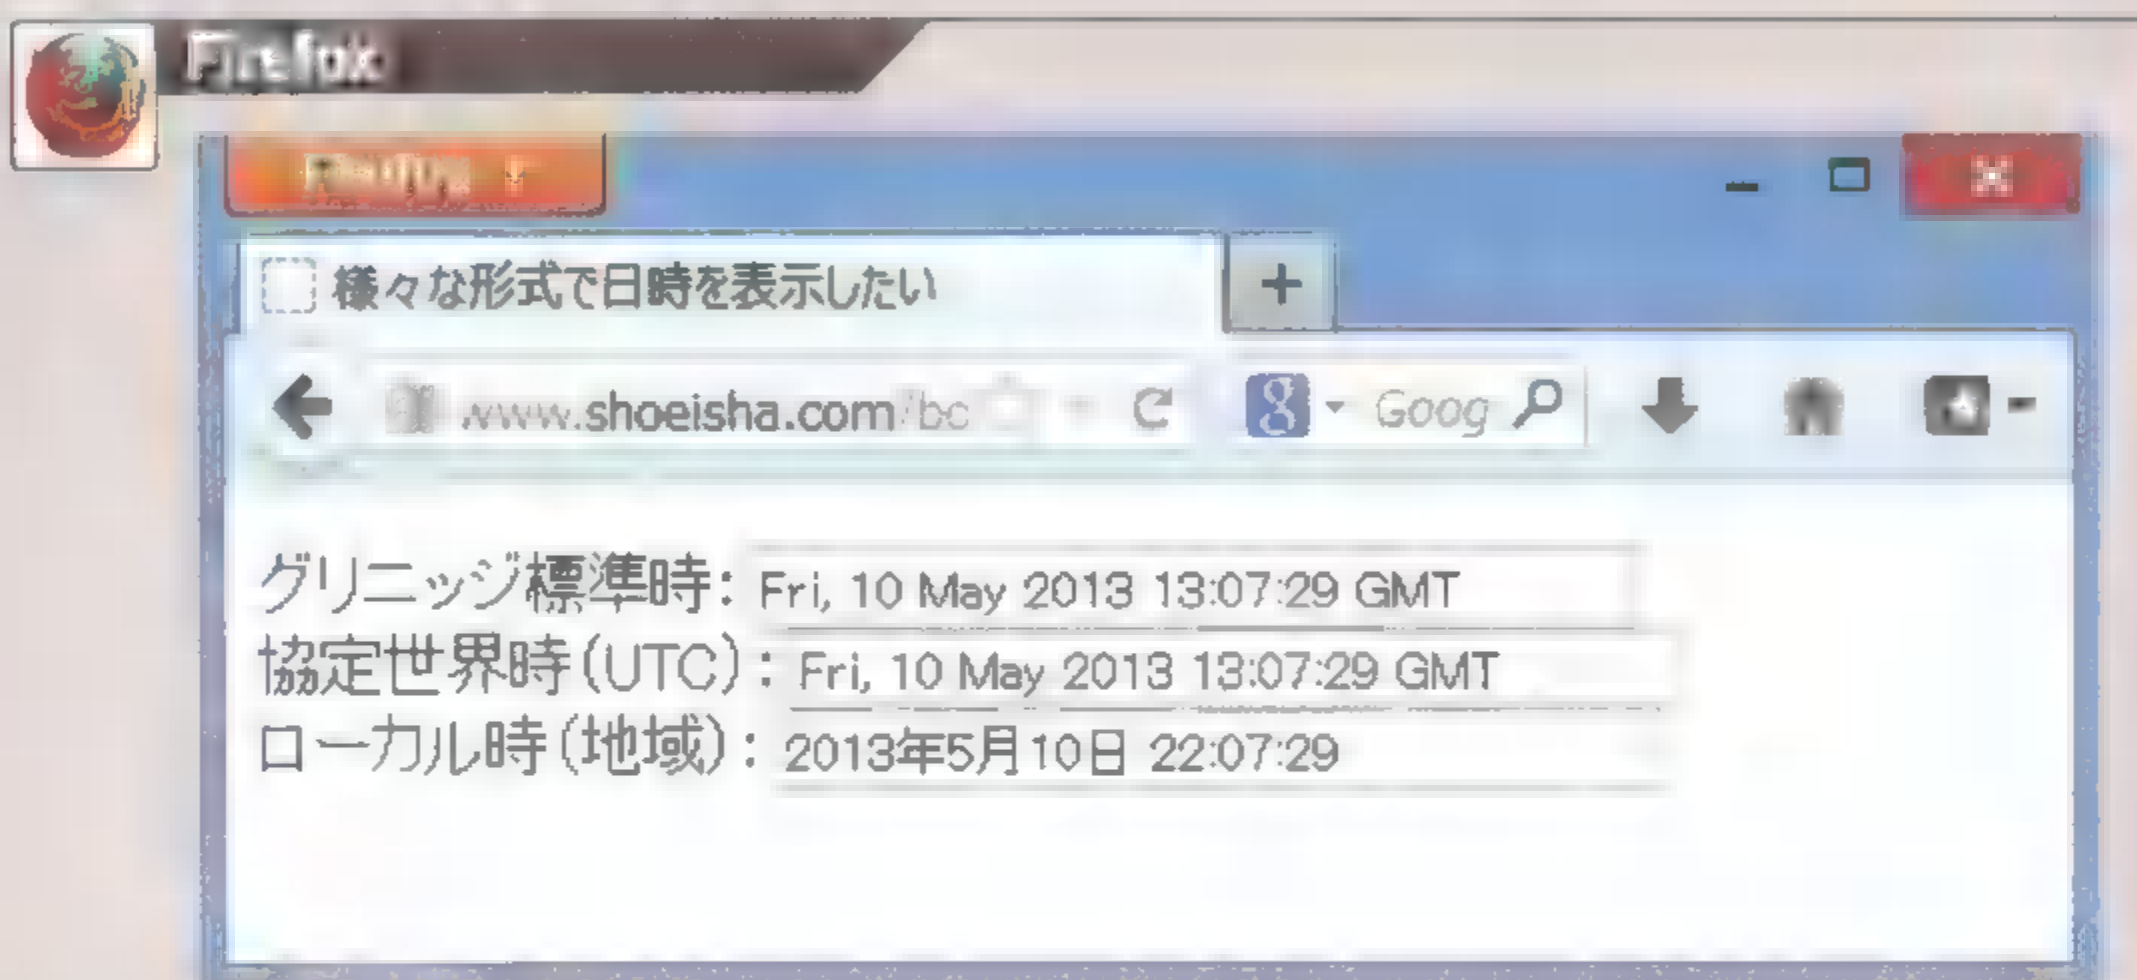 Firefox
様々な形式で日時を表示したい
+
www.shoeisha.com/bc
8 Goog
グリニッジ標準時: Fri, 10 May 2013 13:07:29 GMT
協定世界時(UTC): Fri, 10 May 2013 13:07:29 GMT
ローカル時(地域): 2013年5月10日 22:07:29